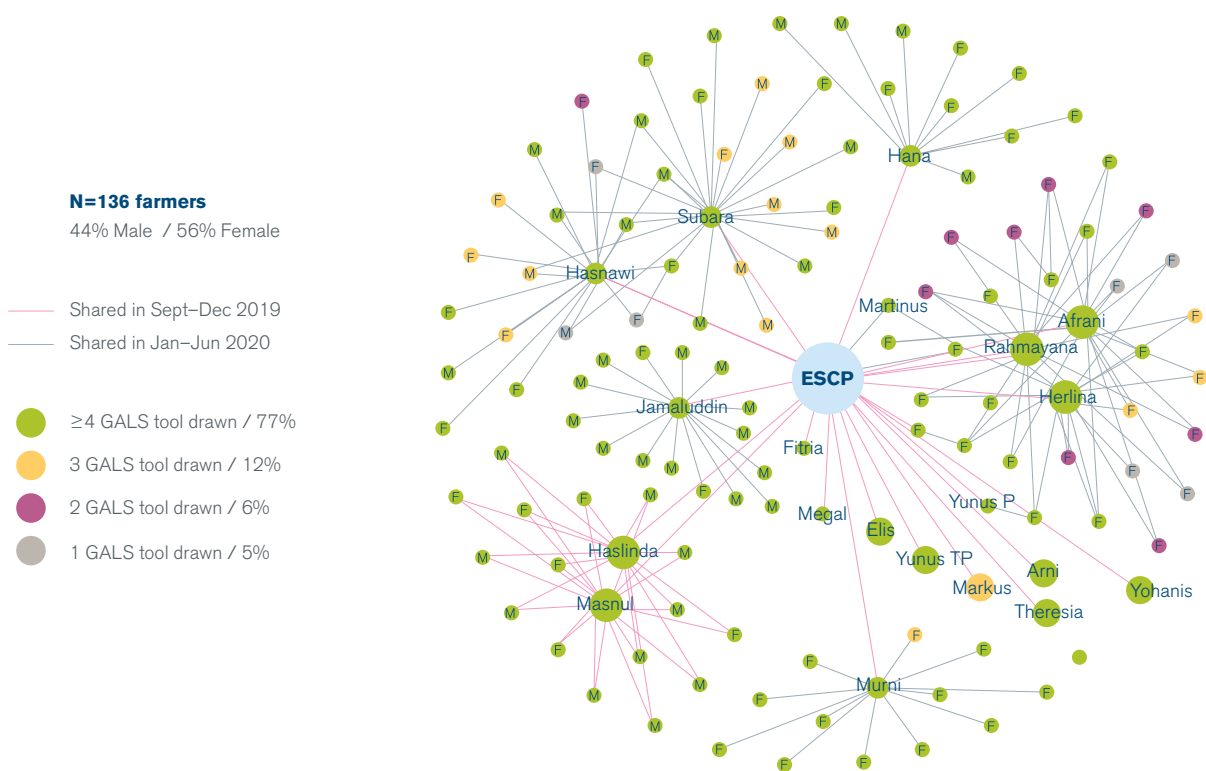 N=136 farmers
44% Male / 56% Female
Shared in Sept–Dec 2019
Shared in Jan–Jun 2020
≥4 GALS tool drawn / 77%
3 GALS tool drawn / 12%
2 GALS tool drawn / 6%
1 GALS tool drawn / 5%
M M M
M M F
F M F F
F F M F F F F
M M F
M F M M F
F M M
F F M F F
M M Subara F
Hana
F F F
M F
Hasnawi
F M F M M
F F
F M F M M
Martinus F F
Afrani
F
Rahmayana
F F
ESCP
M M F M M
F
M Jamaluddin M
Herlina
F F F
F F M M M
Fitria
F F F F
M M M M
F F F
M F F M F M M
Megal
Yunus P
F F
Elis
Haslinda
M F M
F
Yunus TP
Markus
Arni
Yohanis
Masnul
M M
Theresia
F M F
F F F
M M
Murni
F F F
M F F
F F F F